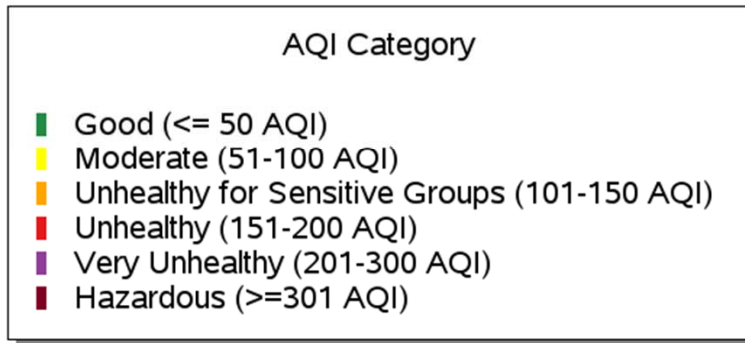 AQI Category
Good (<= 50 AQI)
Moderate (51-100 AQI)
Unhealthy for Sensitive Groups (101-150 AQI)
Unhealthy (151-200 AQI)
Very Unhealthy (201-300 AQI)
Hazardous (>=301 AQI)